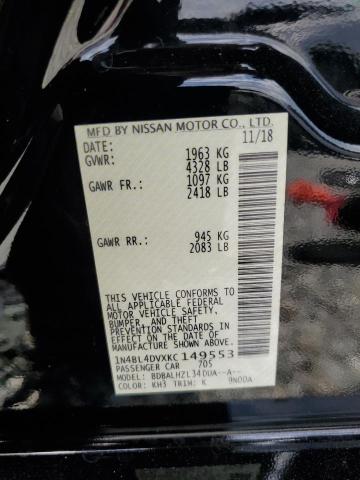 MFD BY NISSAN MOTOR CO., LTD.
DATE: 11/18
GVWR: 1963 KG
4328 LB
GAWR FR.: 1097 KG
2418 LB
GAWR RR.: 945 KG
2083 LB
THIS VEHICLE CONFORMS TO
ALL APPLICABLE FEDERAL
MOTOR VEHICLE SAFETY,
BUMPER, AND THEFT
PREVENTION STANDARDS
IN EFFECT ON THE DATE OF
MANUFACTURE SHOWN ABOVE.
1N4BL4DVXKC149553
PASSENGER CAR 705
MODEL: BDBALHZL34DUA--A--
COLOR: KH3 TRIM: K 9N0DA